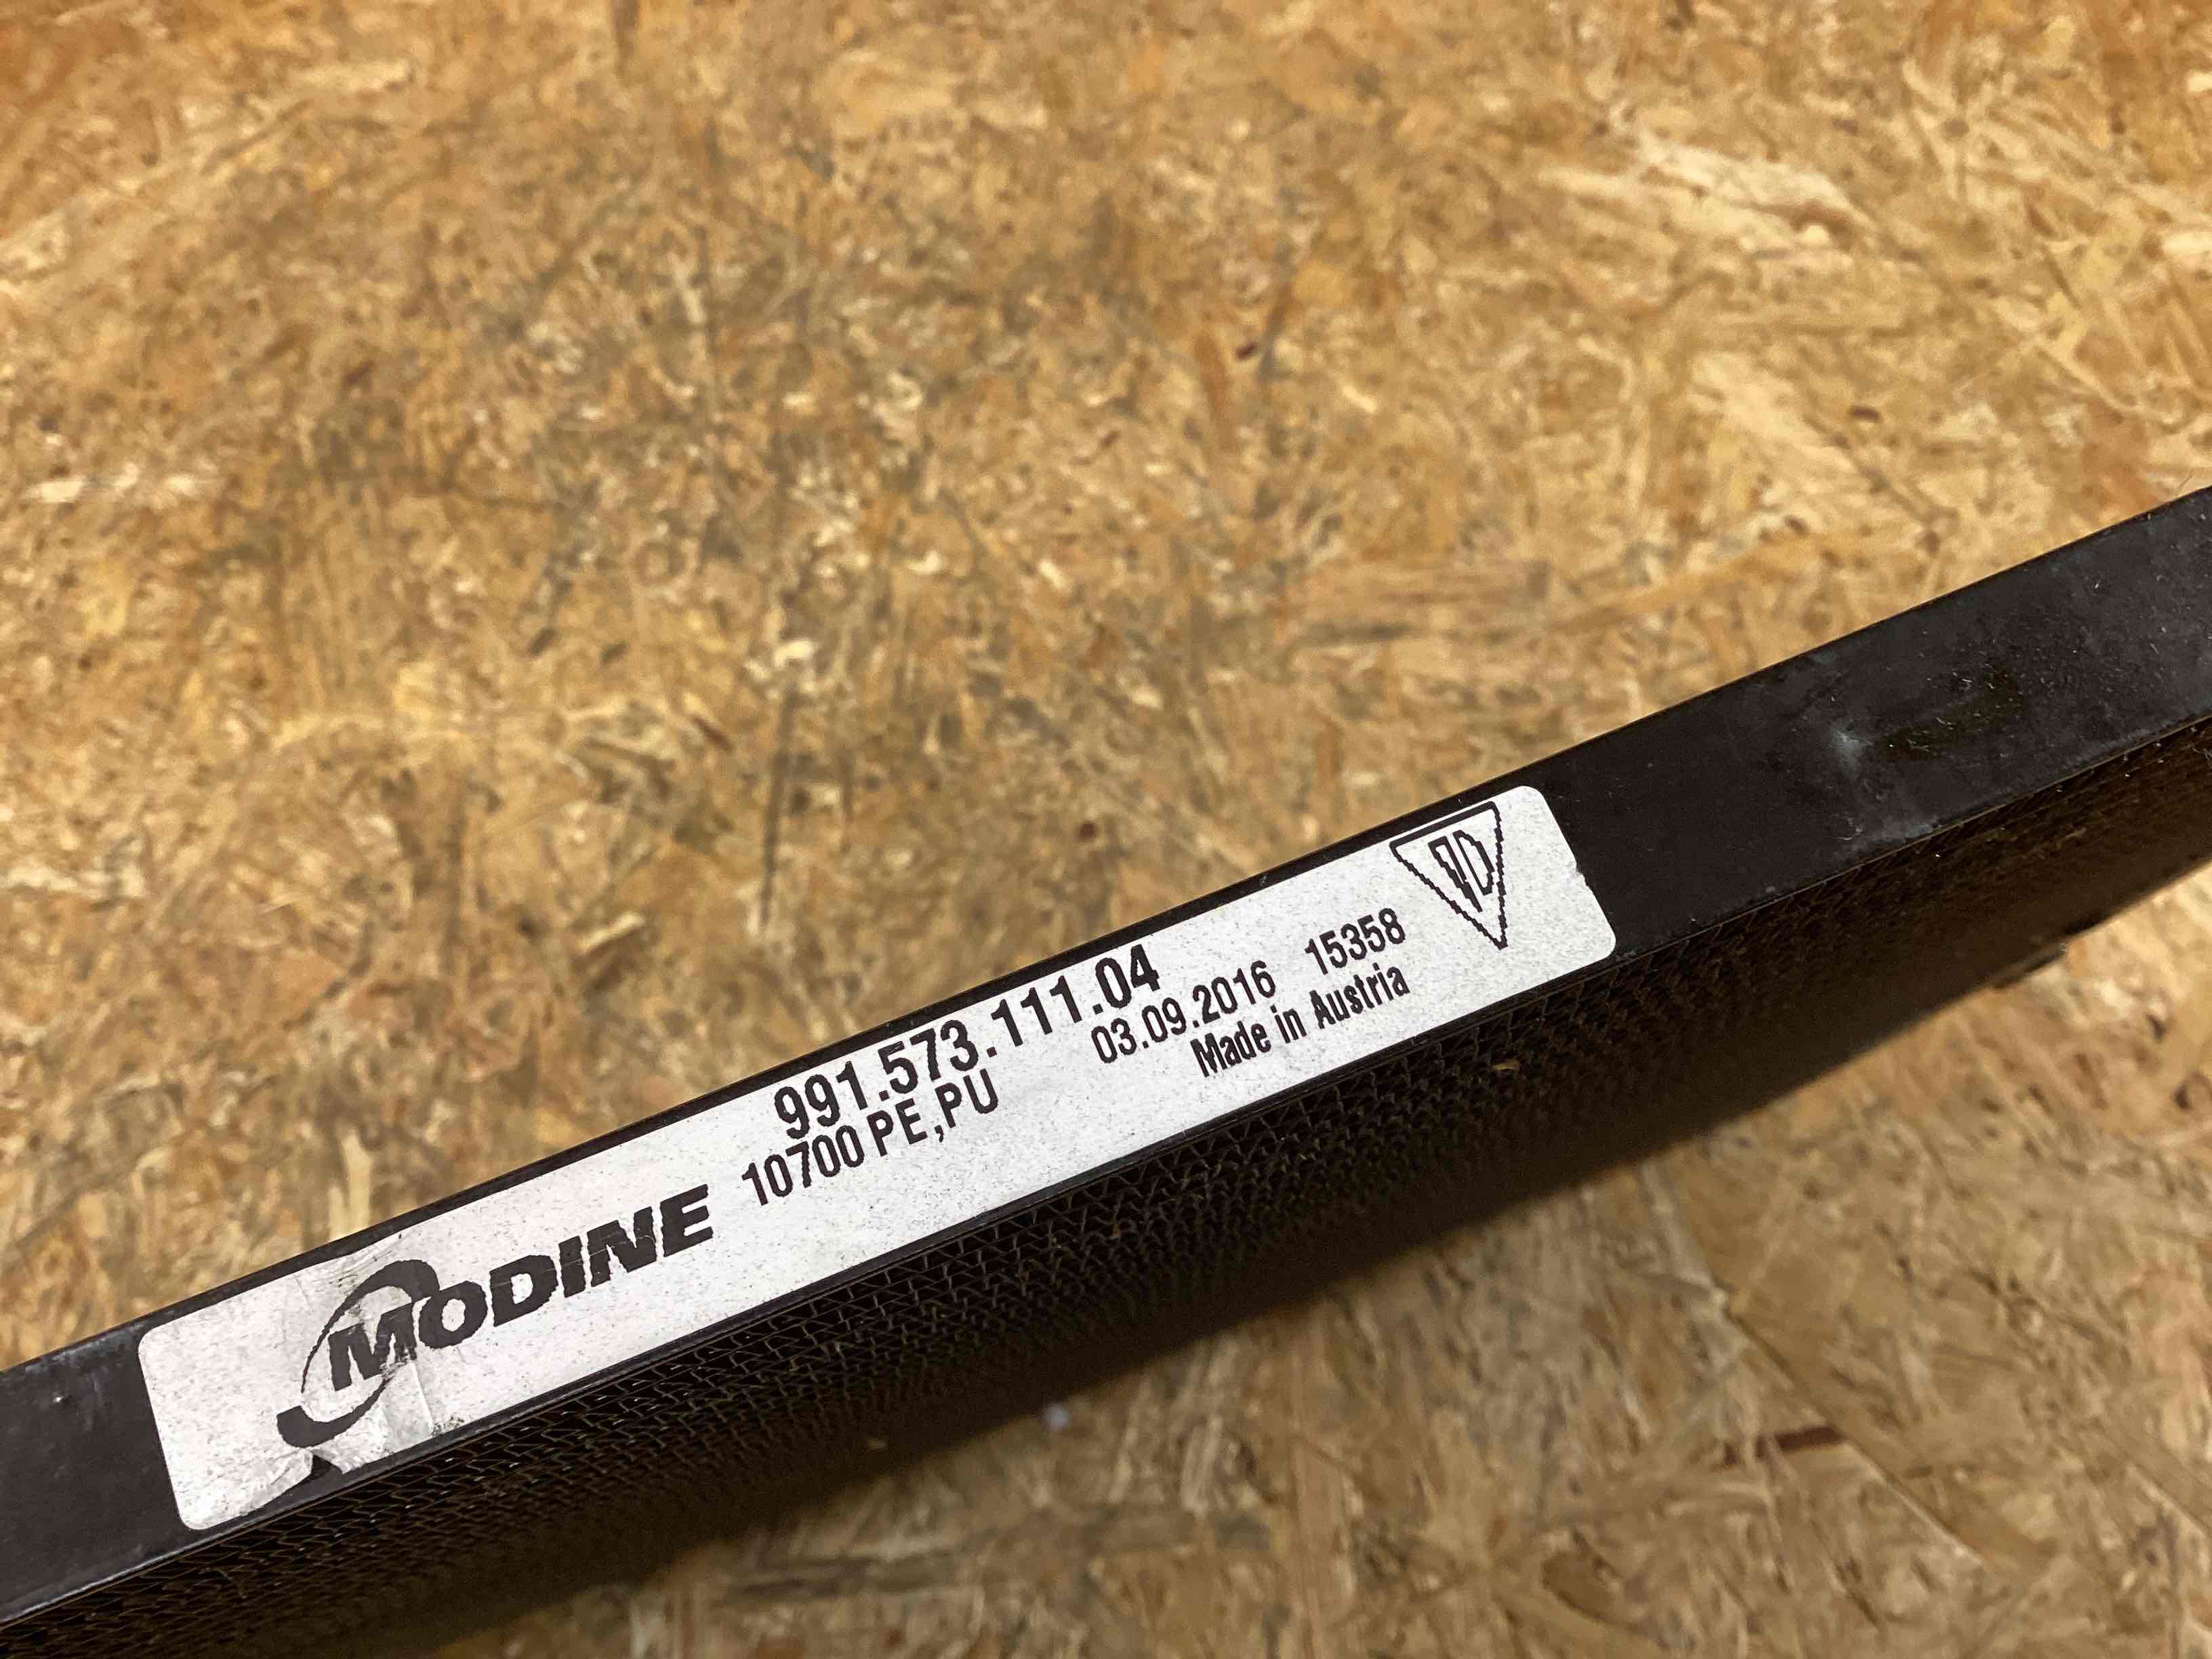 MODINE
991.573.111.04
10700 PE,PU
03.09.2016 15358
Made in Austria